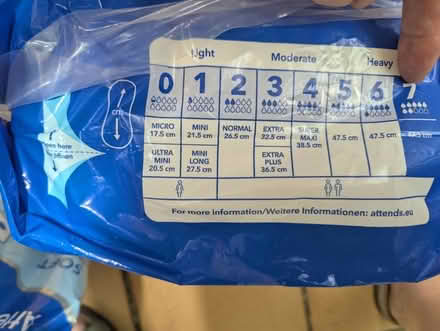 Light Moderate Heavy
0 1 2 3 4 5 6 7
MICRO MINI NORMAL EXTRA SUPER
17.5 cm 21.5 cm 26.5 cm 32.5 cm MAXI 47.5 cm 47.5 cm
38.5 cm
ULTRA MINI EXTRA
MINI LONG PLUS
20.5 cm 27.5 cm 36.5 cm
cm
open here
For more information/Weitere Informationen: attends.eu
SOFT